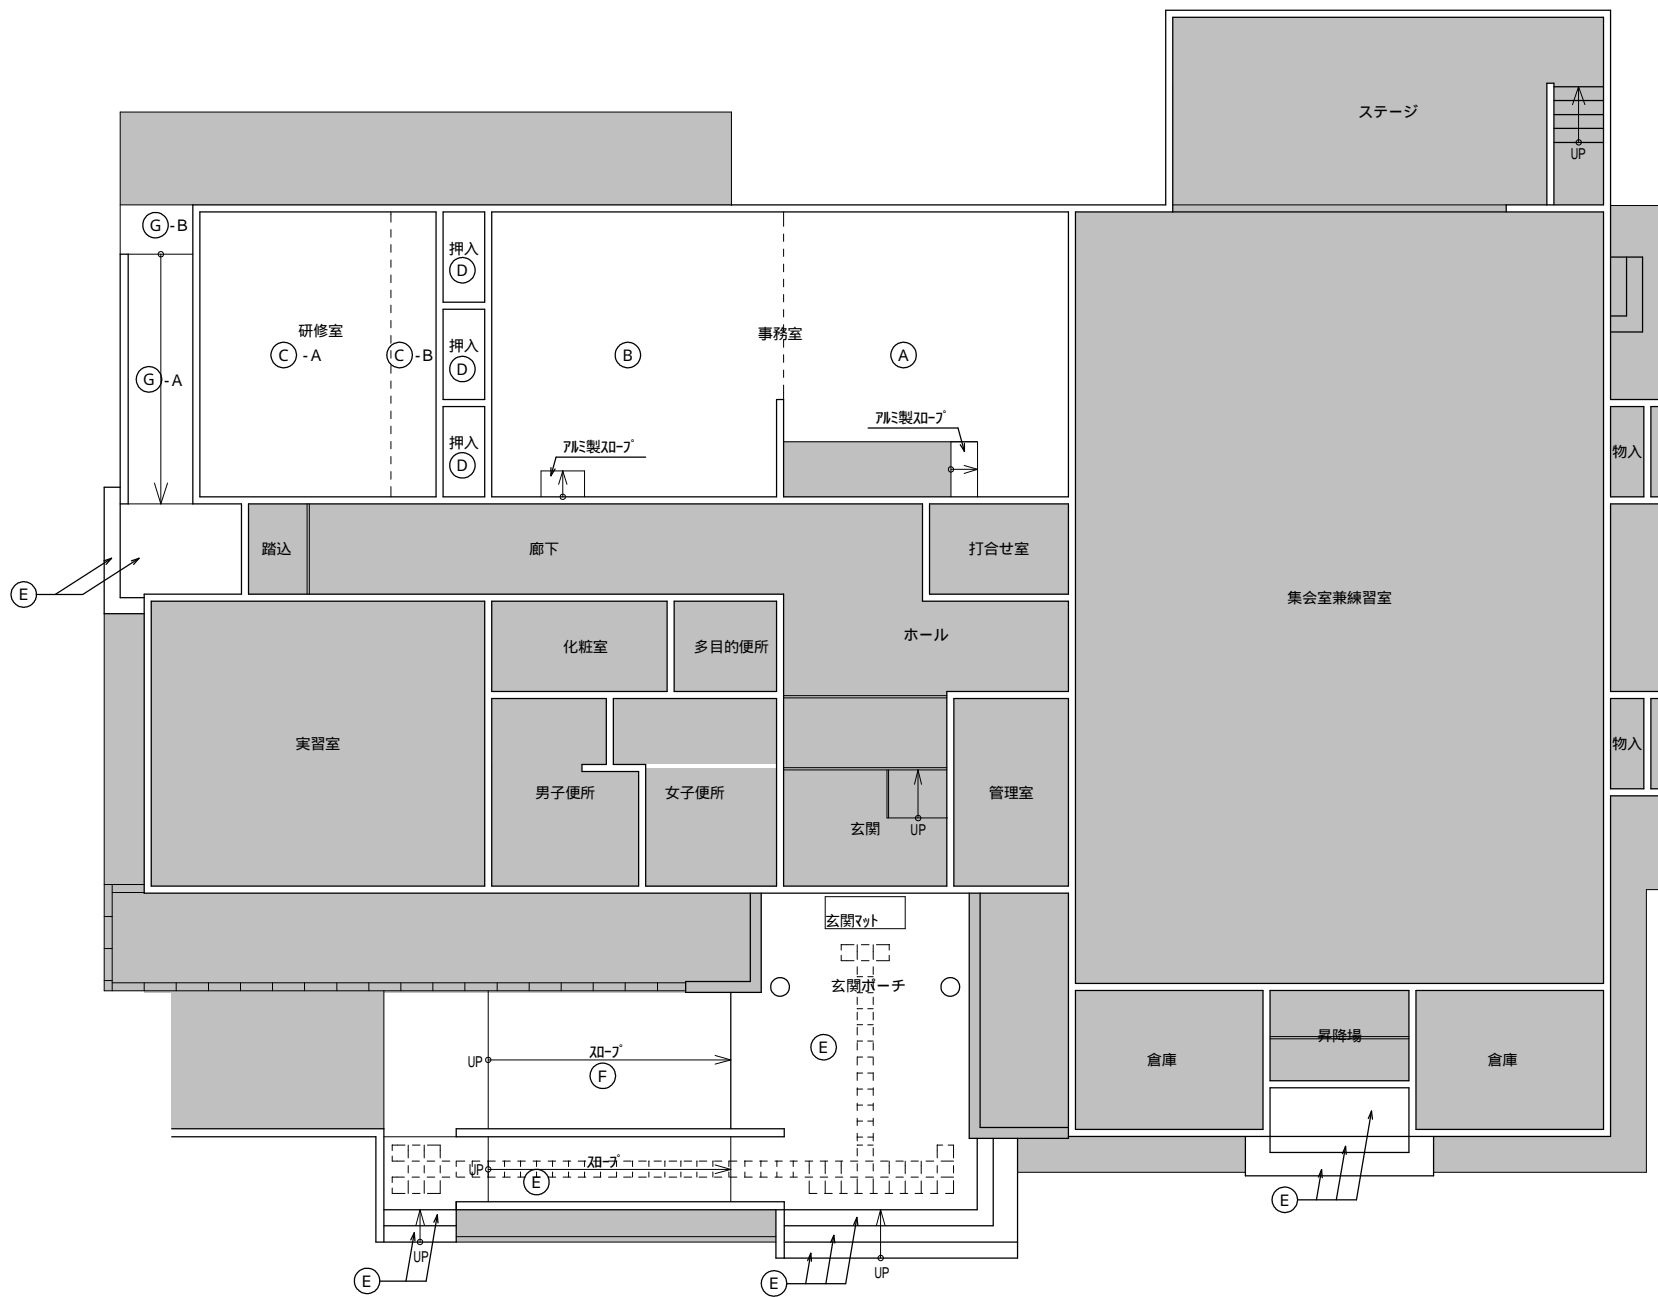 ステージ
UP
G-B
押入
D
研修室
事務室
押入
C -A
C -B
D
B
A
G-A
アルミ製スロープ
押入
アルミ製スロープ
D
物入
踏込
廊下
打合せ室
E
集会室兼練習室
ホール
化粧室
多目的便所
実習室
物入
男子便所
女子便所
管理室
玄関
UP
玄関マット
玄関ポーチ
昇降場
E
スロープ
UP
倉庫
倉庫
F
スロープ
UP
E
E
UP
UP
E
E